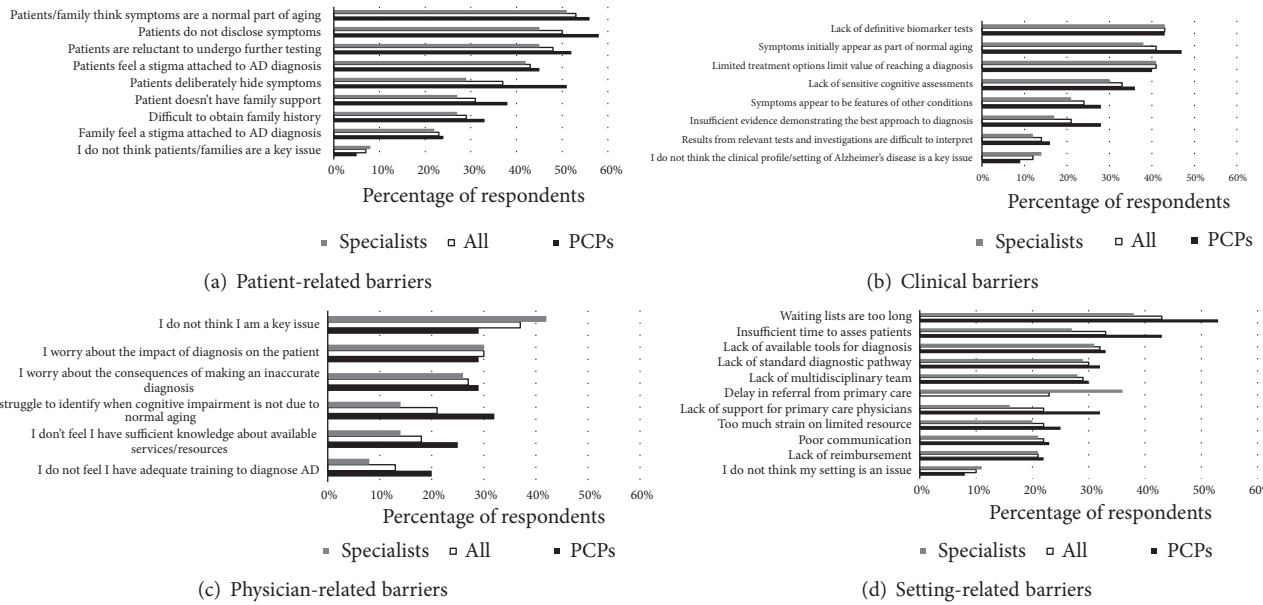 Patients/family think symptoms are a normal part of aging
Patients do not disclose symptoms
Patients are reluctant to undergo further testing
Patients feel a stigma attached to AD diagnosis
Patients deliberately hide symptoms
Patient doesn't have family support
Difficult to obtain family history
Family feel a stigma attached to AD diagnosis
I do not think patients/families are a key issue
0% 10% 20% 30% 40% 50% 60%
Percentage of respondents
Specialists All PCPs
(a) Patient-related barriers
Lack of definitive biomarker tests
Symptoms initially appear as part of normal aging
Limited treatment options limit value of reaching a diagnosis
Lack of sensitive cognitive assessments
Symptoms appear to be features of other conditions
Insufficient evidence demonstrating the best approach to diagnosis
Results from relevant tests and investigations are difficult to interpret
I do not think the clinical profile/setting of Alzheimer's disease is a key issue
0% 10% 20% 30% 40% 50% 60%
Percentage of respondents
Specialists All PCPs
(b) Clinical barriers
I do not think I am a key issue
I worry about the impact of diagnosis on the patient
I worry about the consequences of making an inaccurate
diagnosis
struggle to identify when cognitive impairment is not due to
normal aging
I don't feel I have sufficient knowledge about available
services/resources
I do not feel I have adequate training to diagnose AD
0% 10% 20% 30% 40% 50% 60%
Percentage of respondents
Specialists All PCPs
(c) Physician-related barriers
Waiting lists are too long
Insufficient time to asses patients
Lack of available tools for diagnosis
Lack of standard diagnostic pathway
Lack of multidisciplinary team
Delay in referral from primary care
Lack of support for primary care physicians
Too much strain on limited resource
Poor communication
Lack of reimbursement
I do not think my setting is an issue
0% 10% 20% 30% 40% 50% 60%
Percentage of respondents
Specialists All PCPs
(d) Setting-related barriers